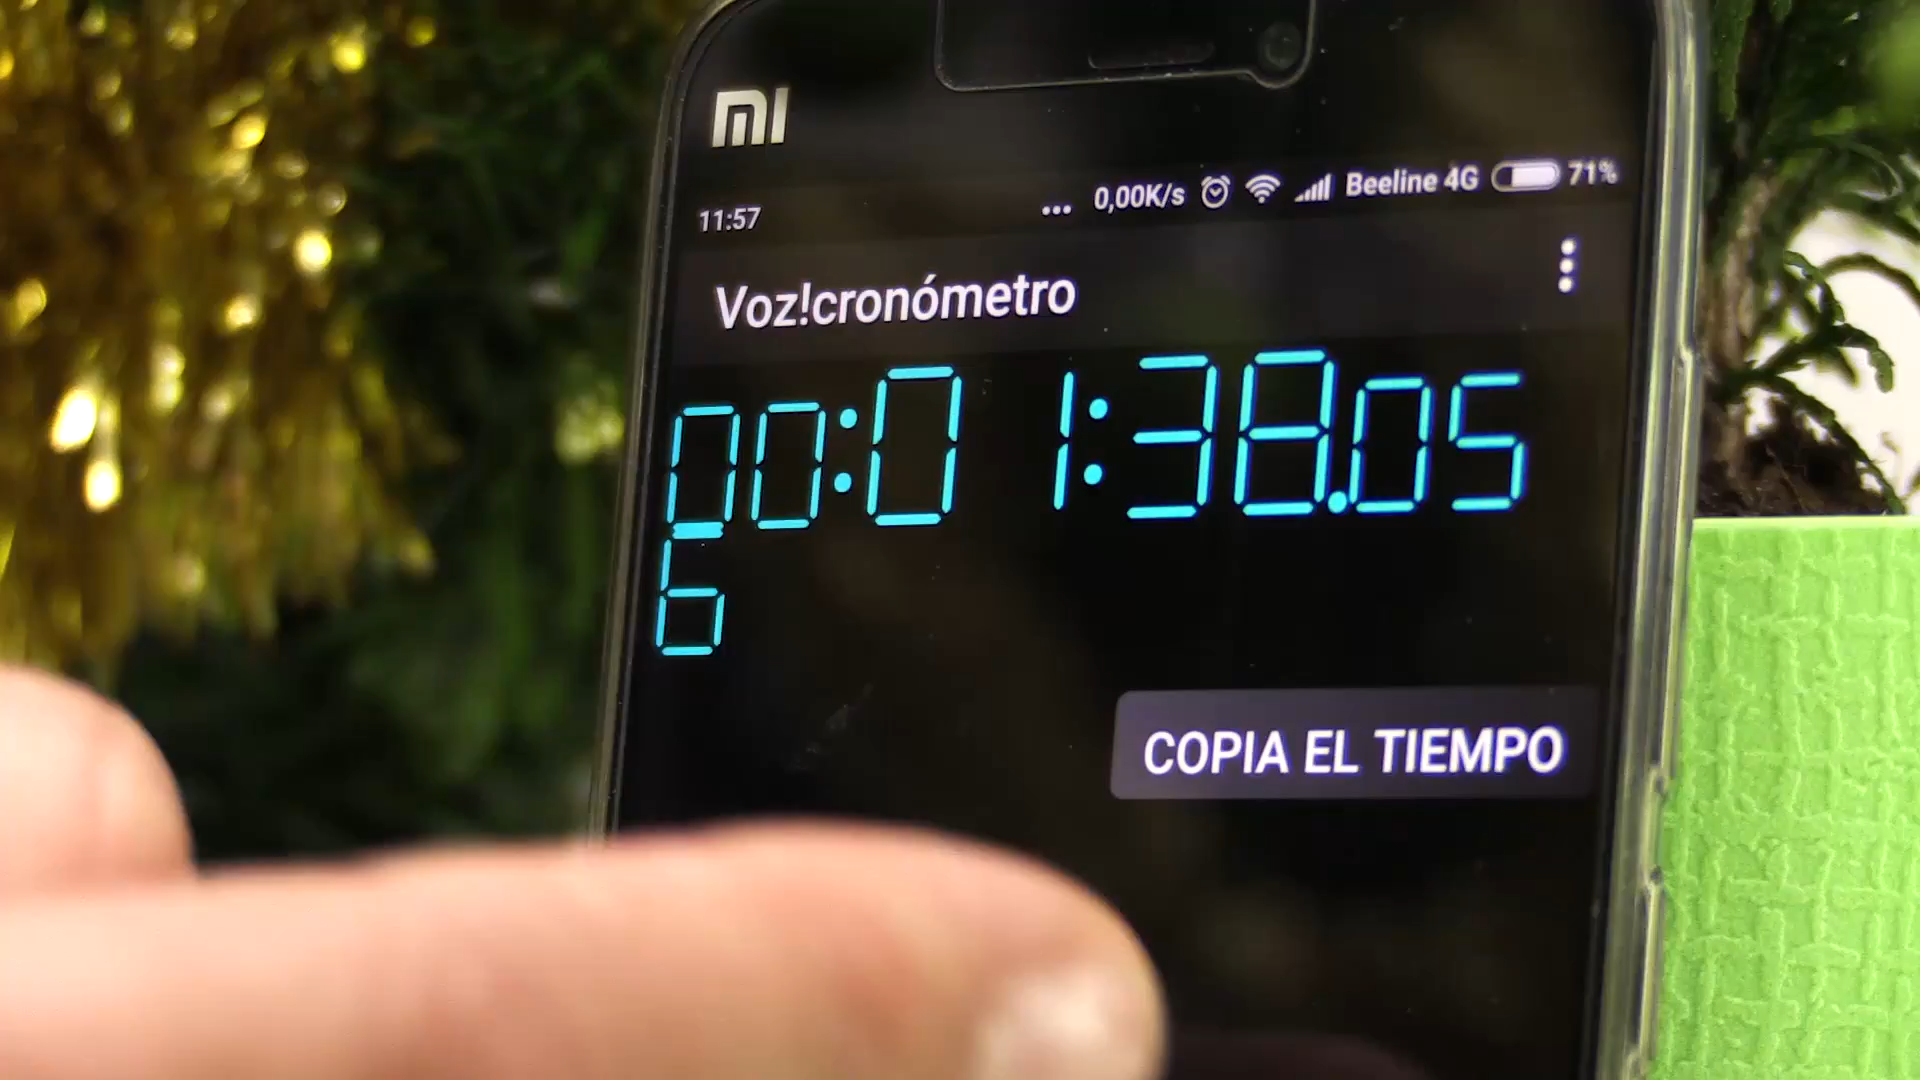 mi
11:57 ... 0,00K/s Beeline 4G 71%
Voz!cronómetro
00:01:38.05
6
COPIA EL TIEMPO